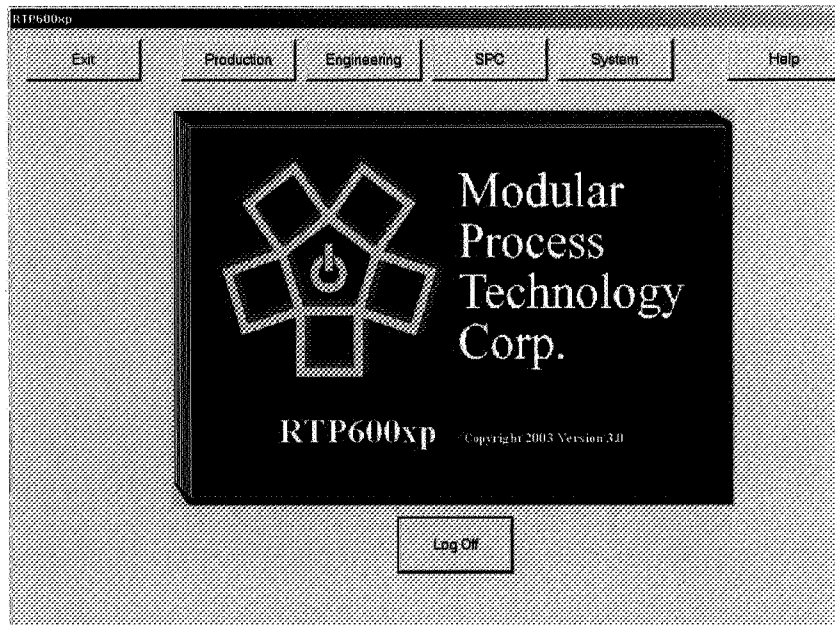 RTP600xp
Exit Production Engineering SPC System Help
Modular
Process
Technology
Corp.
RTP600xp ©Copyright 2003 Version 3.0
Log Off